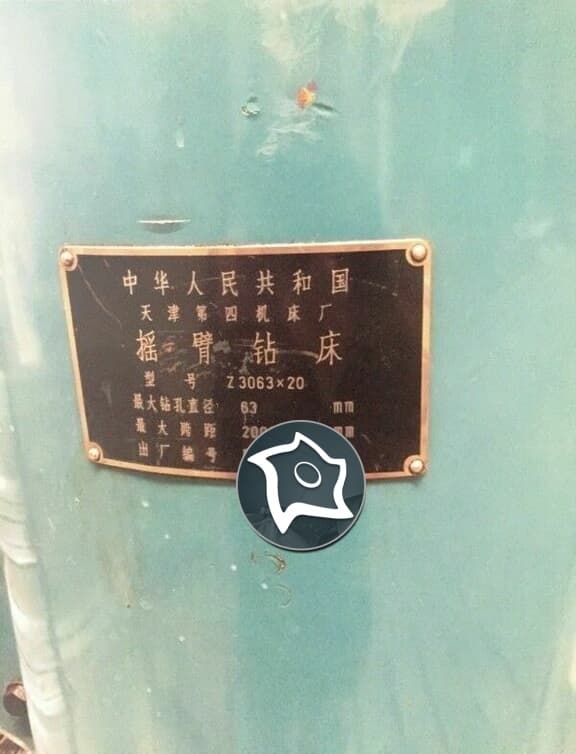 中华人民共和国
天津第四机床厂
摇臂钻床
型号 Z3063×20
最大钻孔直径 63 mm
最大跨距 mm
出厂编号